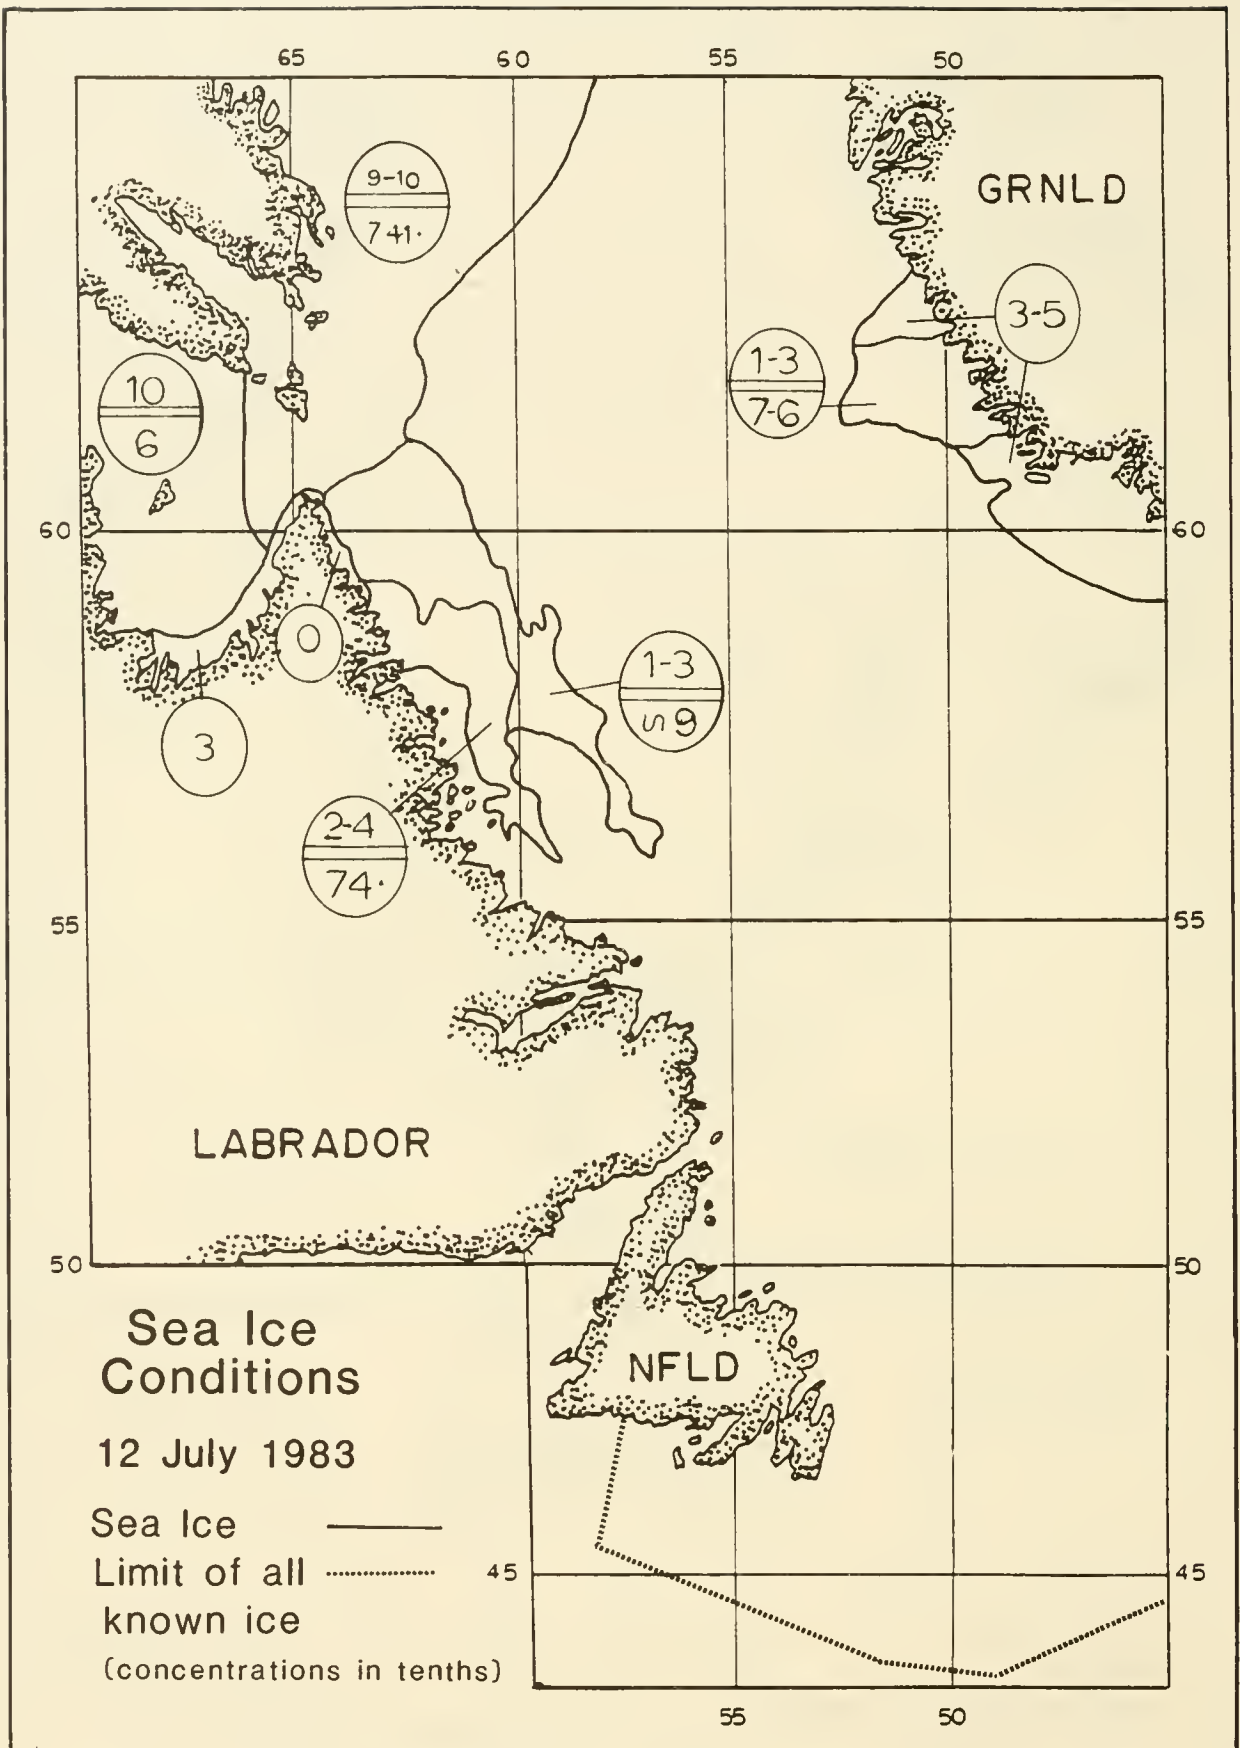 65 60 55 50
9-10
741·
GRNLD
3-5
1-3
7-6
10
6
60 60
0
1-3
9
3
2-4
74·
55 55
LABRADOR
50 50
Sea Ice
Conditions
NFLD
12 July 1983
Sea Ice
Limit of all
45 45
known ice
(concentrations in tenths)
55 50